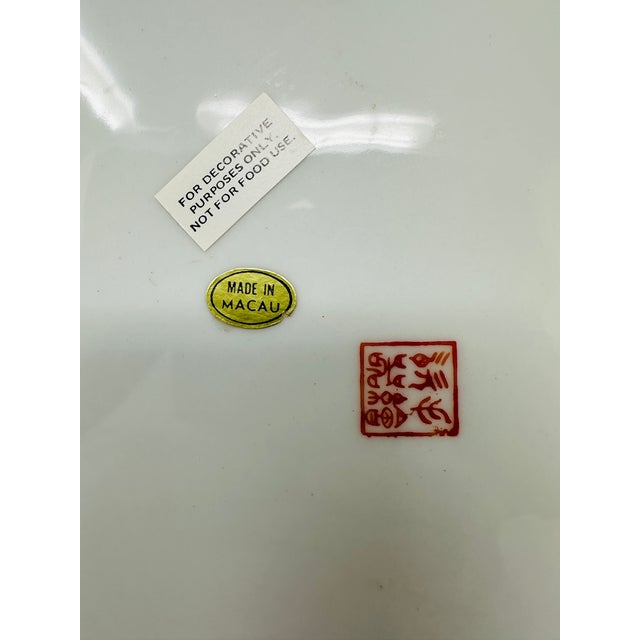 FOR DECORATIVE
PURPOSES ONLY.
NOT FOR FOOD USE.
MADE IN
MACAU